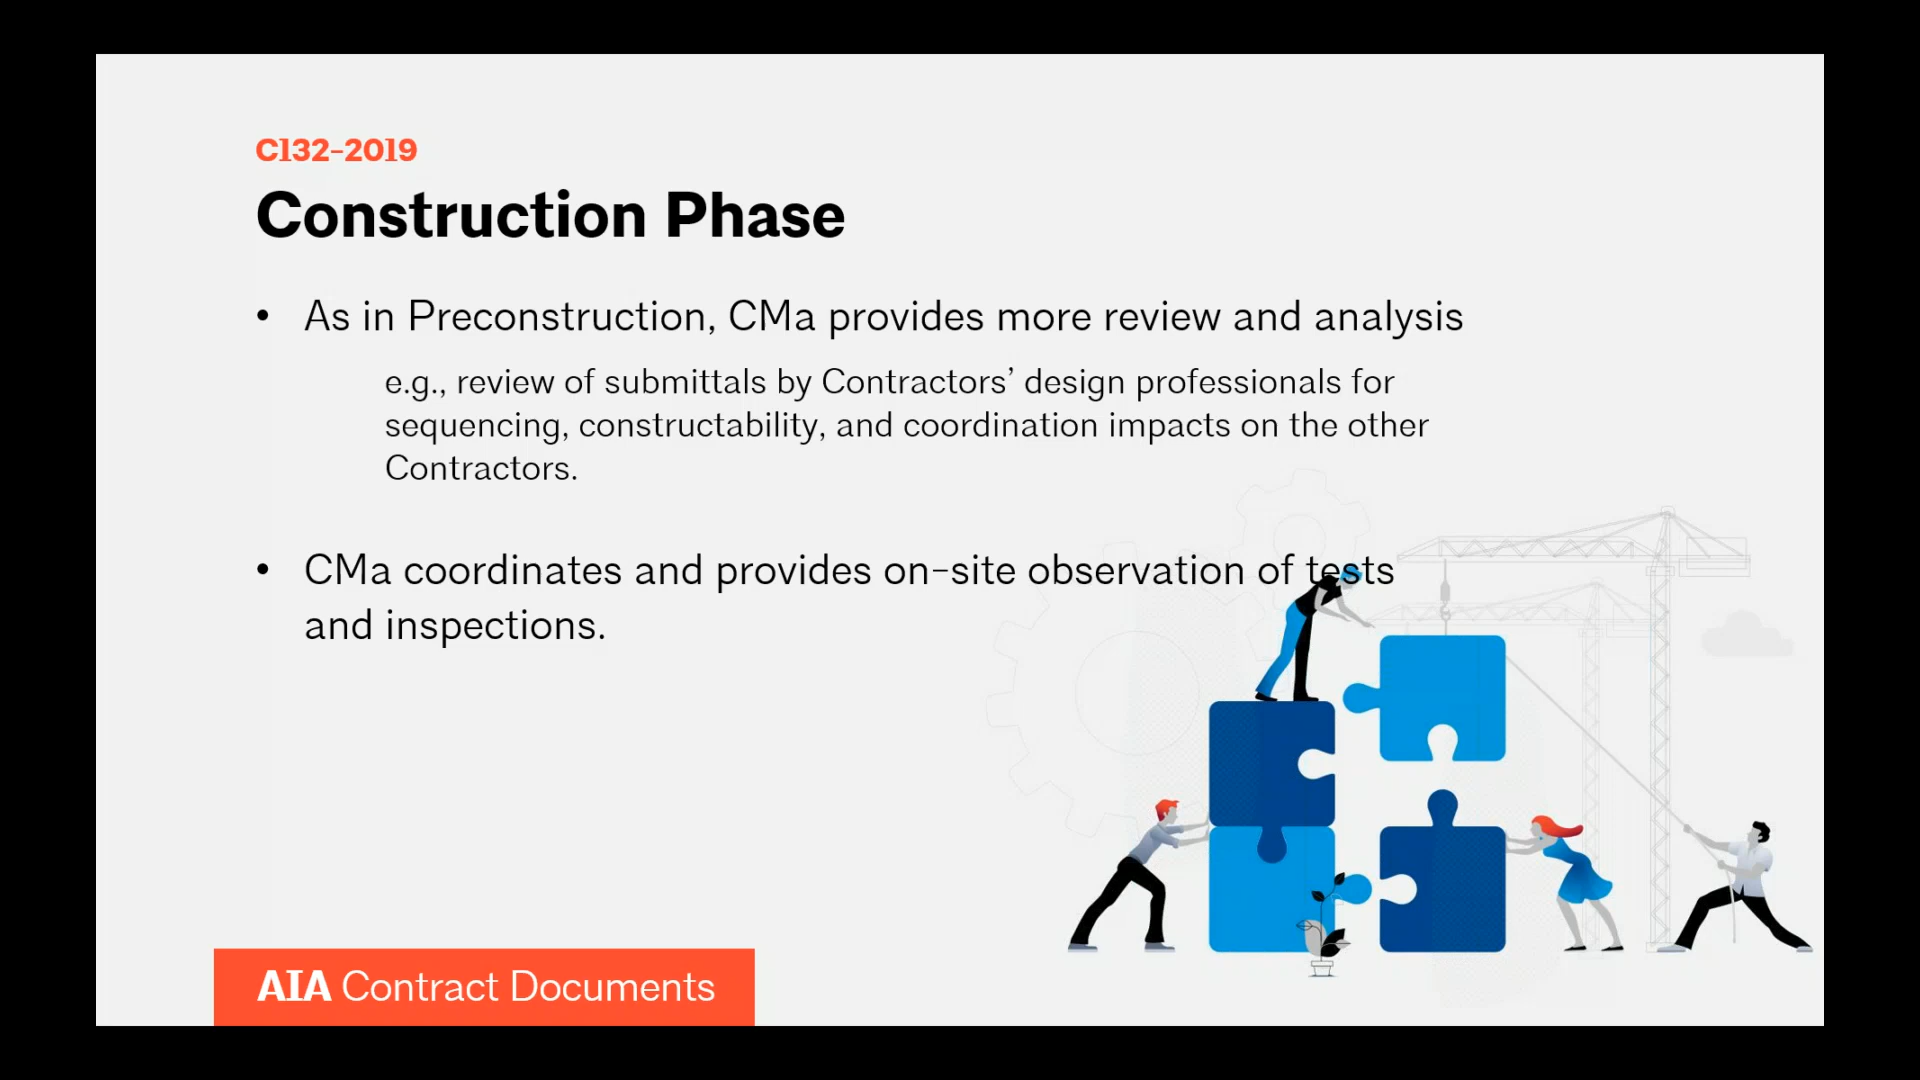 C132-2019
Construction Phase
• As in Preconstruction, CMa provides more review and analysis
e.g., review of submittals by Contractors’ design professionals for
sequencing, constructability, and coordination impacts on the other
Contractors.
• CMa coordinates and provides on-site observation of tests
and inspections.
AIA Contract Documents